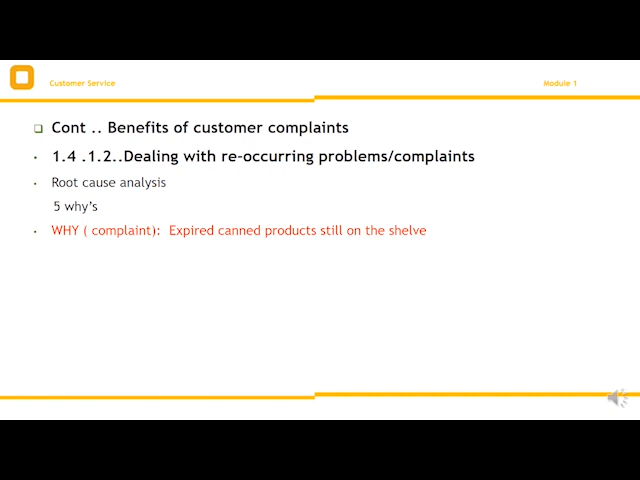 Customer Service
Module 1
Cont .. Benefits of customer complaints
1.4 .1.2..Dealing with re-occurring problems/complaints
Root cause analysis
5 why's
WHY ( complaint): Expired canned products still on the shelve